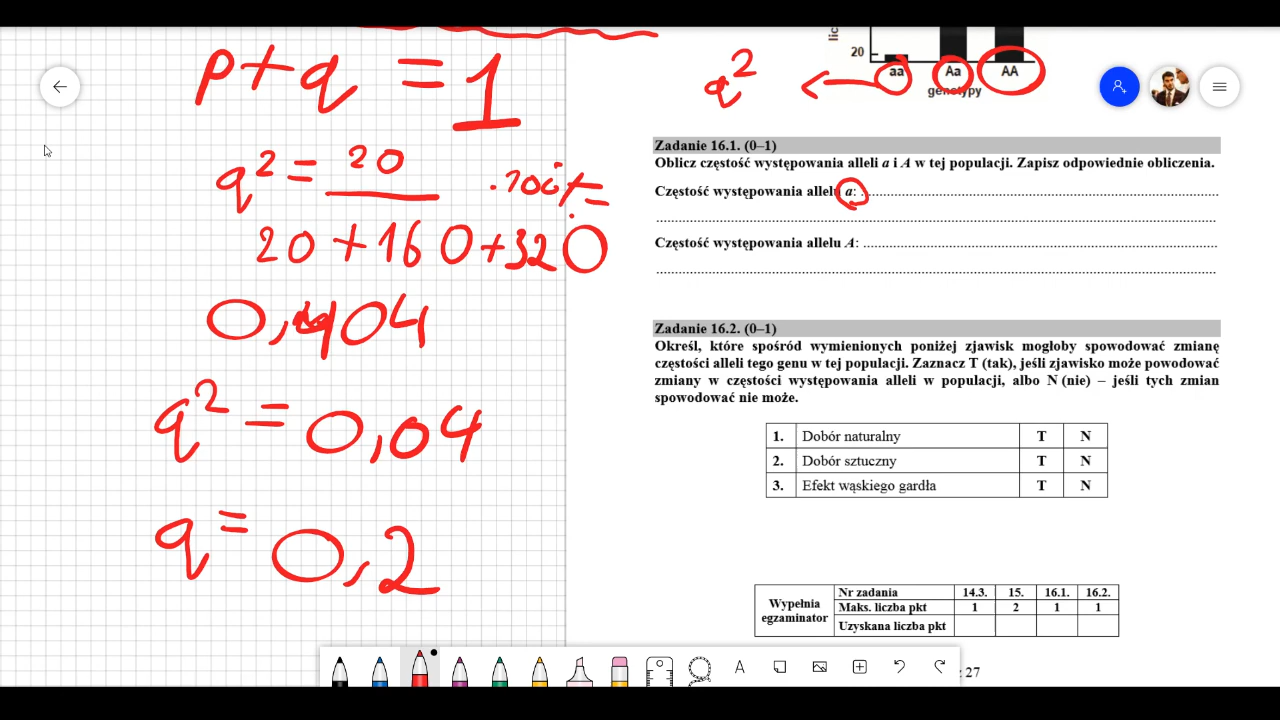 p+q = 1
q² = 20 / 20 + 160 + 320 · 100% =
0,04
q² = 0,04
q = 0,2
20
q²
aa Aa AA
genotypy
Zadanie 16.1. (0–1)
Oblicz częstość występowania alleli a i A w tej populacji. Zapisz odpowiednie obliczenia.
Częstość występowania allelu a:
Częstość występowania allelu A:
Zadanie 16.2. (0–1)
Określ, które spośród wymienionych poniżej zjawisk mogłoby spowodować zmianę
częstości alleli tego genu w tej populacji. Zaznacz T (tak), jeśli zjawisko może powodować
zmiany w częstości występowania alleli w populacji, albo N (nie) – jeśli tych zmian
spowodować nie może.
1. Dobór naturalny T N
2. Dobór sztuczny T N
3. Efekt wąskiego gardła T N
Wypełnia egzaminator
Nr zadania 14.3. 15. 16.1. 16.2.
Maks. liczba pkt 1 2 1 1
Uzyskana liczba pkt
A
27